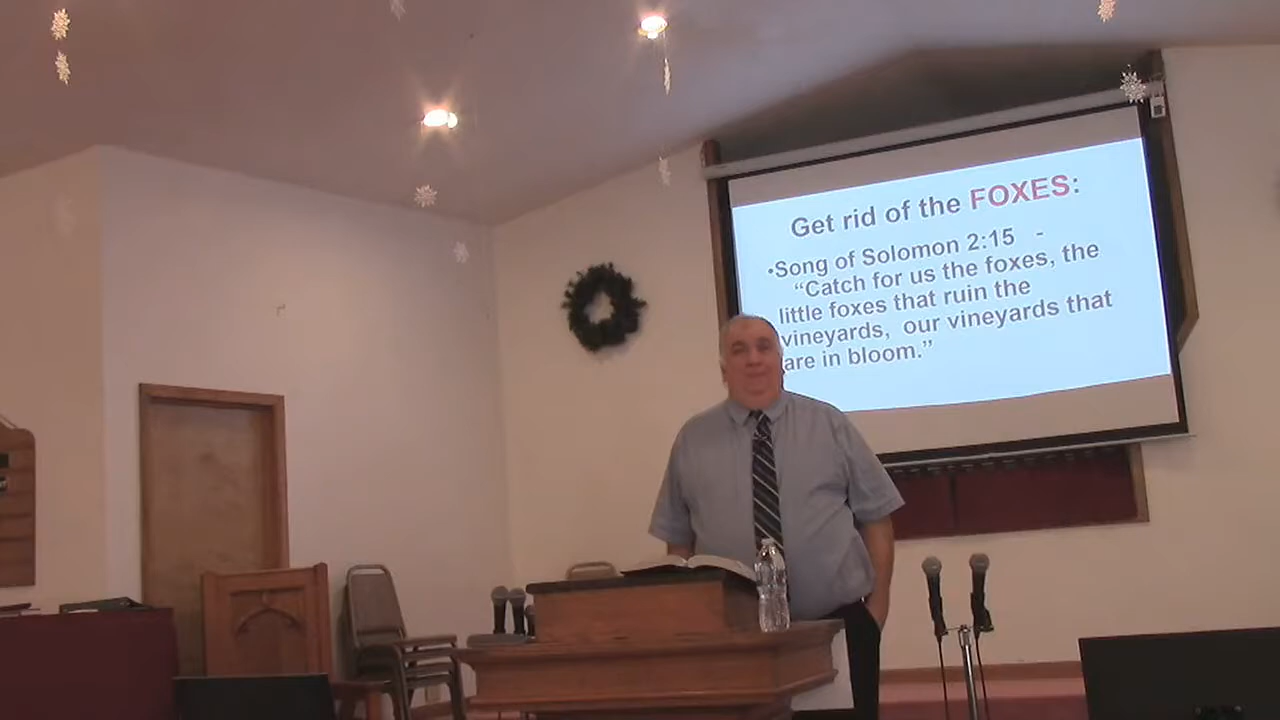 Get rid of the FOXES:
•Song of Solomon 2:15 -
“Catch for us the foxes, the
little foxes that ruin the
vineyards, our vineyards that
are in bloom.”